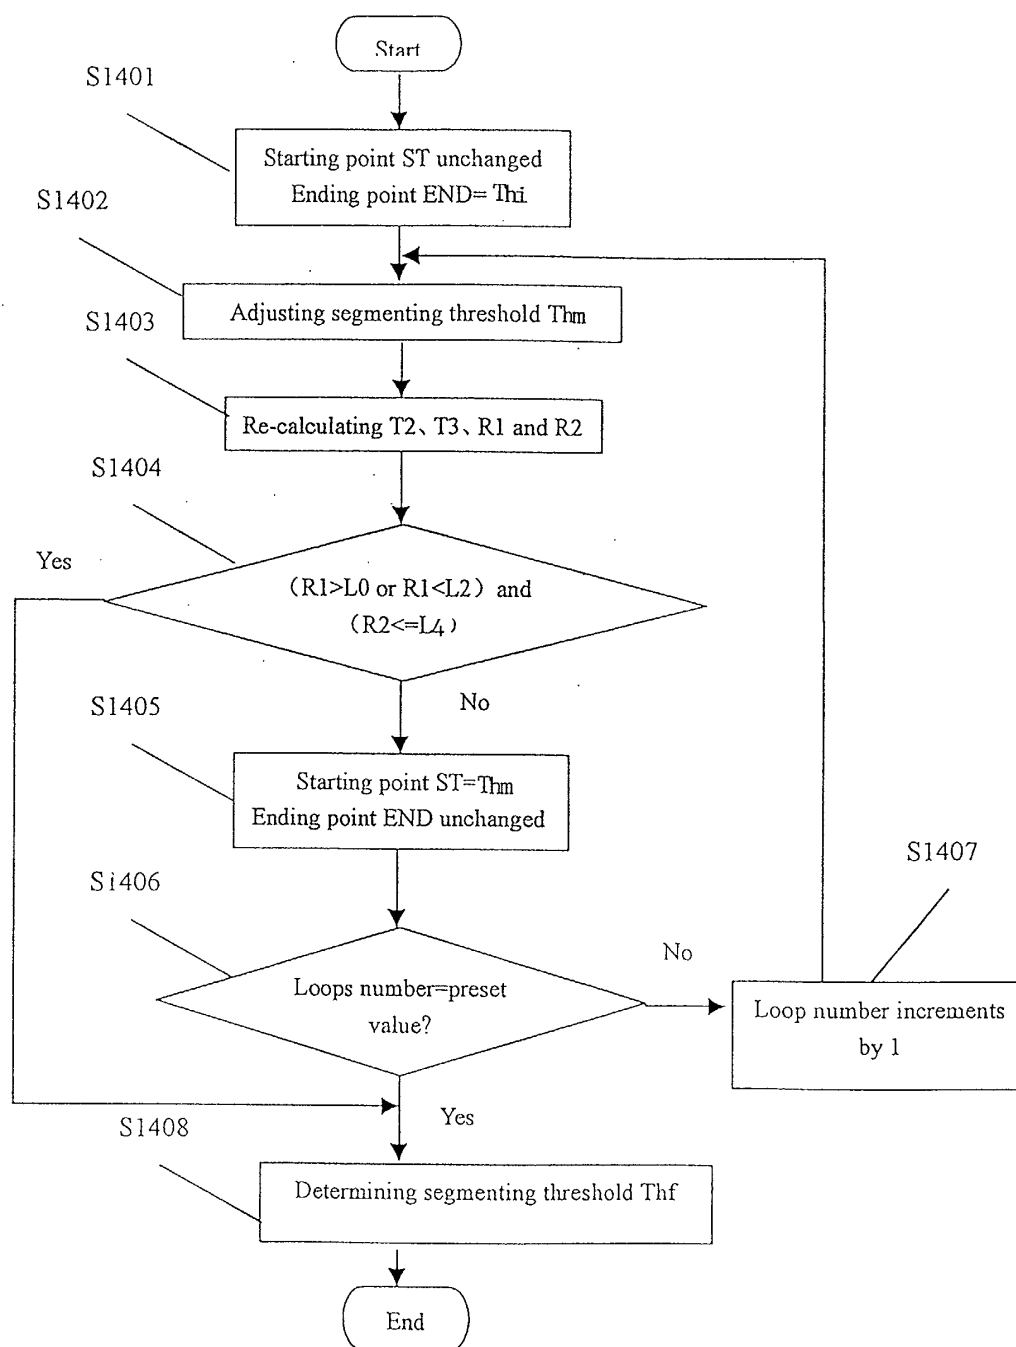 Start
S1401
Starting point ST unchanged
Ending point END= Thi
S1402
Adjusting segmenting threshold Thm
S1403
Re-calculating T2、T3、R1 and R2
S1404
Yes
（R1>L0 or R1<L2）and
（R2<=L4）
No
S1405
Starting point ST=Thm
Ending point END unchanged
S1406
Loops number=preset
value?
No
S1407
Loop number increments
by 1
Yes
S1408
Determining segmenting threshold Thf
End